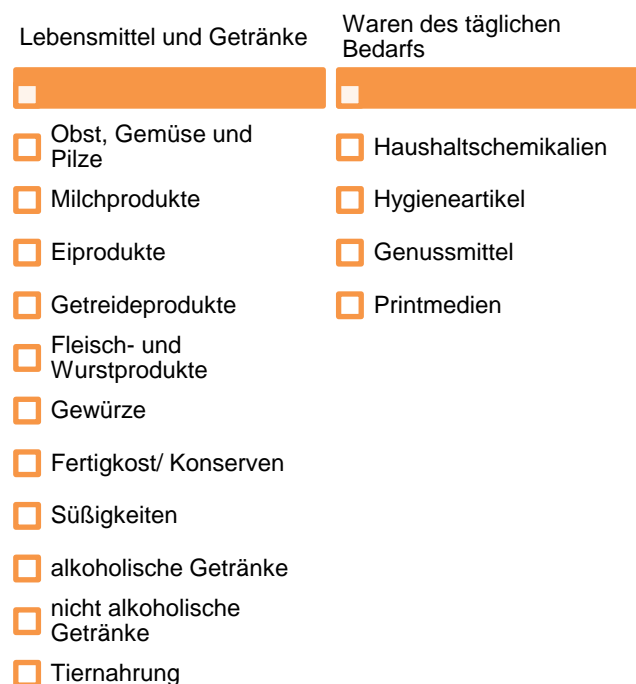 Lebensmittel und Getränke
Obst, Gemüse und
Pilze
Milchprodukte
Eiprodukte
Getreideprodukte
Fleisch- und
Wurstprodukte
Gewürze
Fertigkost/ Konserven
Süßigkeiten
alkoholische Getränke
nicht alkoholische
Getränke
Tiernahrung
Waren des täglichen
Bedarfs
Haushaltschemikalien
Hygieneartikel
Genussmittel
Printmedien